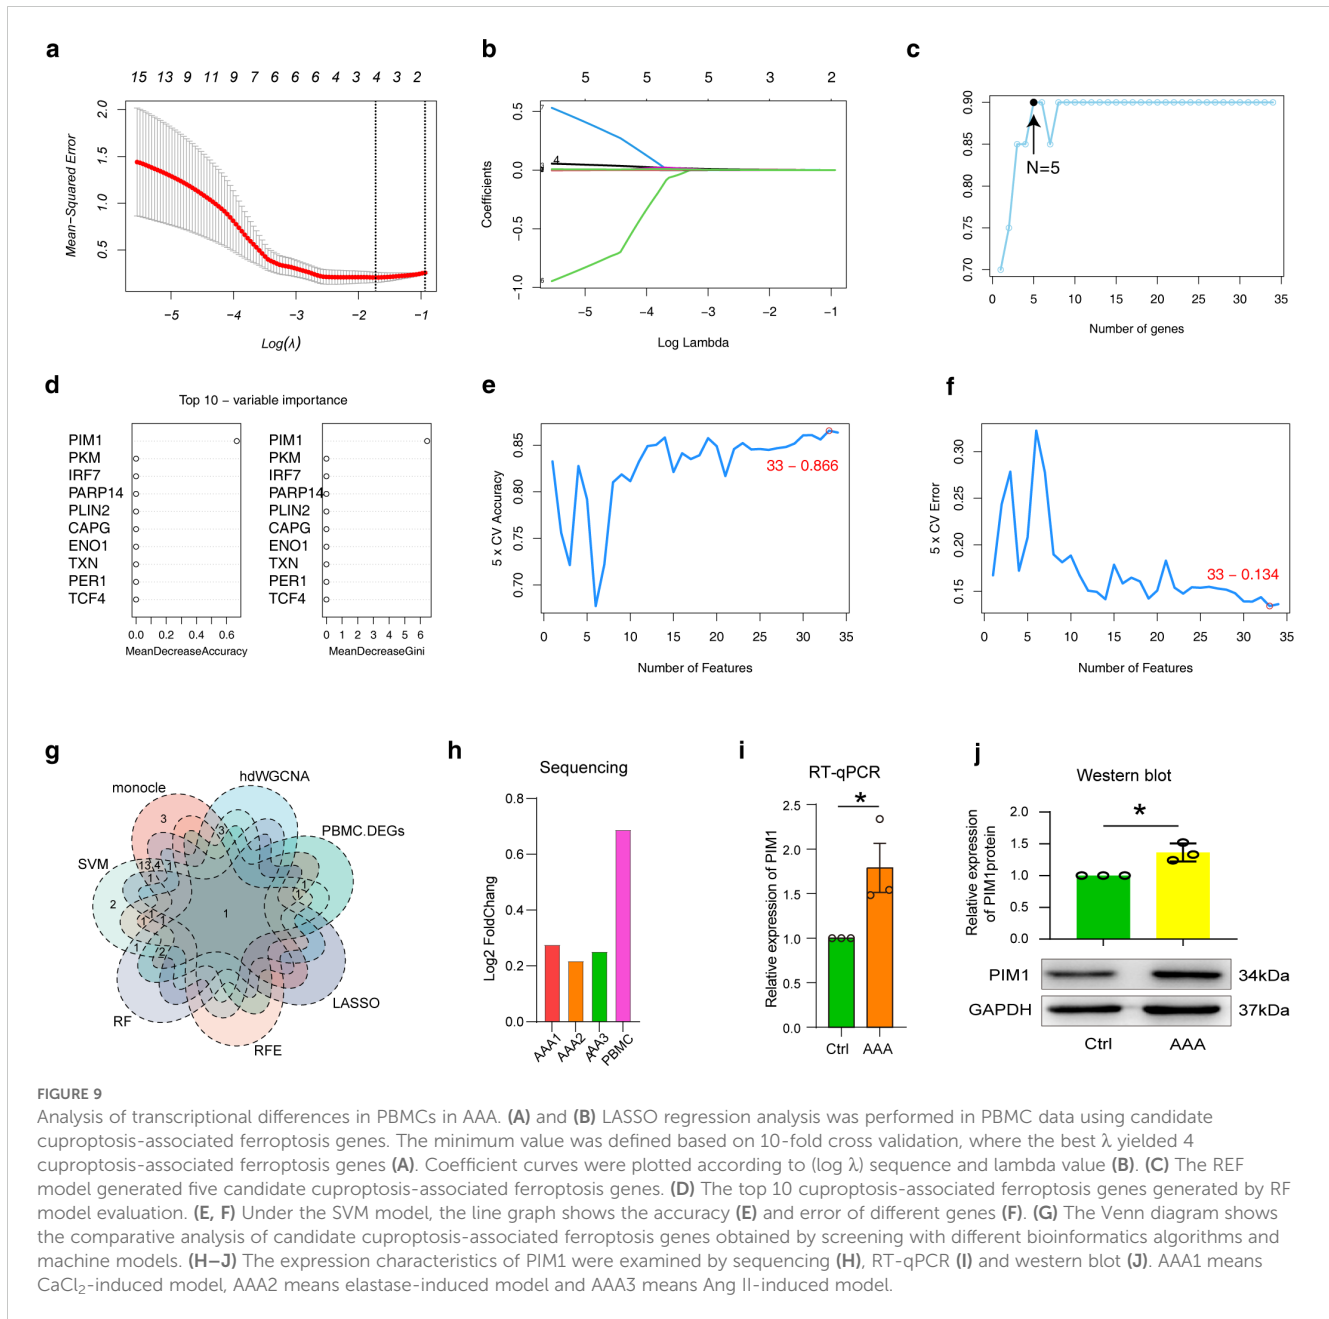 a
15 13 9 11 9 7 6 6 6 4 3 4 3 2
Mean−Squared Error
2.0
1.5
1.0
0.5
−5 −4 −3 −2 −1
Log(λ)
b
5 5 5 3 2
Coefficients
0.5
0.0
−0.5
−1.0
7
4
6
−5 −4 −3 −2 −1
Log Lambda
c
0.90
0.85
0.80
0.75
0.70
N=5
0 5 10 15 20 25 30 35
Number of genes
d
Top 10 − variable importance
PIM1 PIM1
PKM PKM
IRF7 IRF7
PARP14 PARP14
PLIN2 PLIN2
CAPG CAPG
ENO1 ENO1
TXN TXN
PER1 PER1
TCF4 TCF4
0.0 0.2 0.4 0.6
0 1 2 3 4 5 6
MeanDecreaseAccuracy MeanDecreaseGini
e
5 x CV Accuracy
0.85
0.80
0.75
0.70
33 − 0.866
0 5 10 15 20 25 30 35
Number of Features
f
5 x CV Error
0.30
0.25
0.20
0.15
33 − 0.134
0 5 10 15 20 25 30 35
Number of Features
g
hdWGCNA
monocle
PBMC.DEGs
SVM
LASSO
RF
RFE
3
3
13 4
1
2
1
1
1
2
h
Sequencing
Log2 FoldChang
0.8
0.6
0.4
0.2
0.0
AAA1 AAA2 AAA3 PBMC
i
RT-qPCR
*
Relative expression of PIM1
2.5
2.0
1.5
1.0
0.5
0.0
Ctrl AAA
j
Western blot
*
Relative expression
of PIM1protein
2.0
1.5
1.0
0.5
0.0
PIM1 34kDa
GAPDH 37kDa
Ctrl AAA
FIGURE 9
Analysis of transcriptional differences in PBMCs in AAA. (A) and (B) LASSO regression analysis was performed in PBMC data using candidate
cuproptosis-associated ferroptosis genes. The minimum value was defined based on 10-fold cross validation, where the best λ yielded 4
cuproptosis-associated ferroptosis genes (A). Coefficient curves were plotted according to (log λ) sequence and lambda value (B). (C) The REF
model generated five candidate cuproptosis-associated ferroptosis genes. (D) The top 10 cuproptosis-associated ferroptosis genes generated by RF
model evaluation. (E, F) Under the SVM model, the line graph shows the accuracy (E) and error of different genes (F). (G) The Venn diagram shows
the comparative analysis of candidate cuproptosis-associated ferroptosis genes obtained by screening with different bioinformatics algorithms and
machine models. (H–J) The expression characteristics of PIM1 were examined by sequencing (H), RT-qPCR (I) and western blot (J). AAA1 means
CaCl₂-induced model, AAA2 means elastase-induced model and AAA3 means Ang II-induced model.